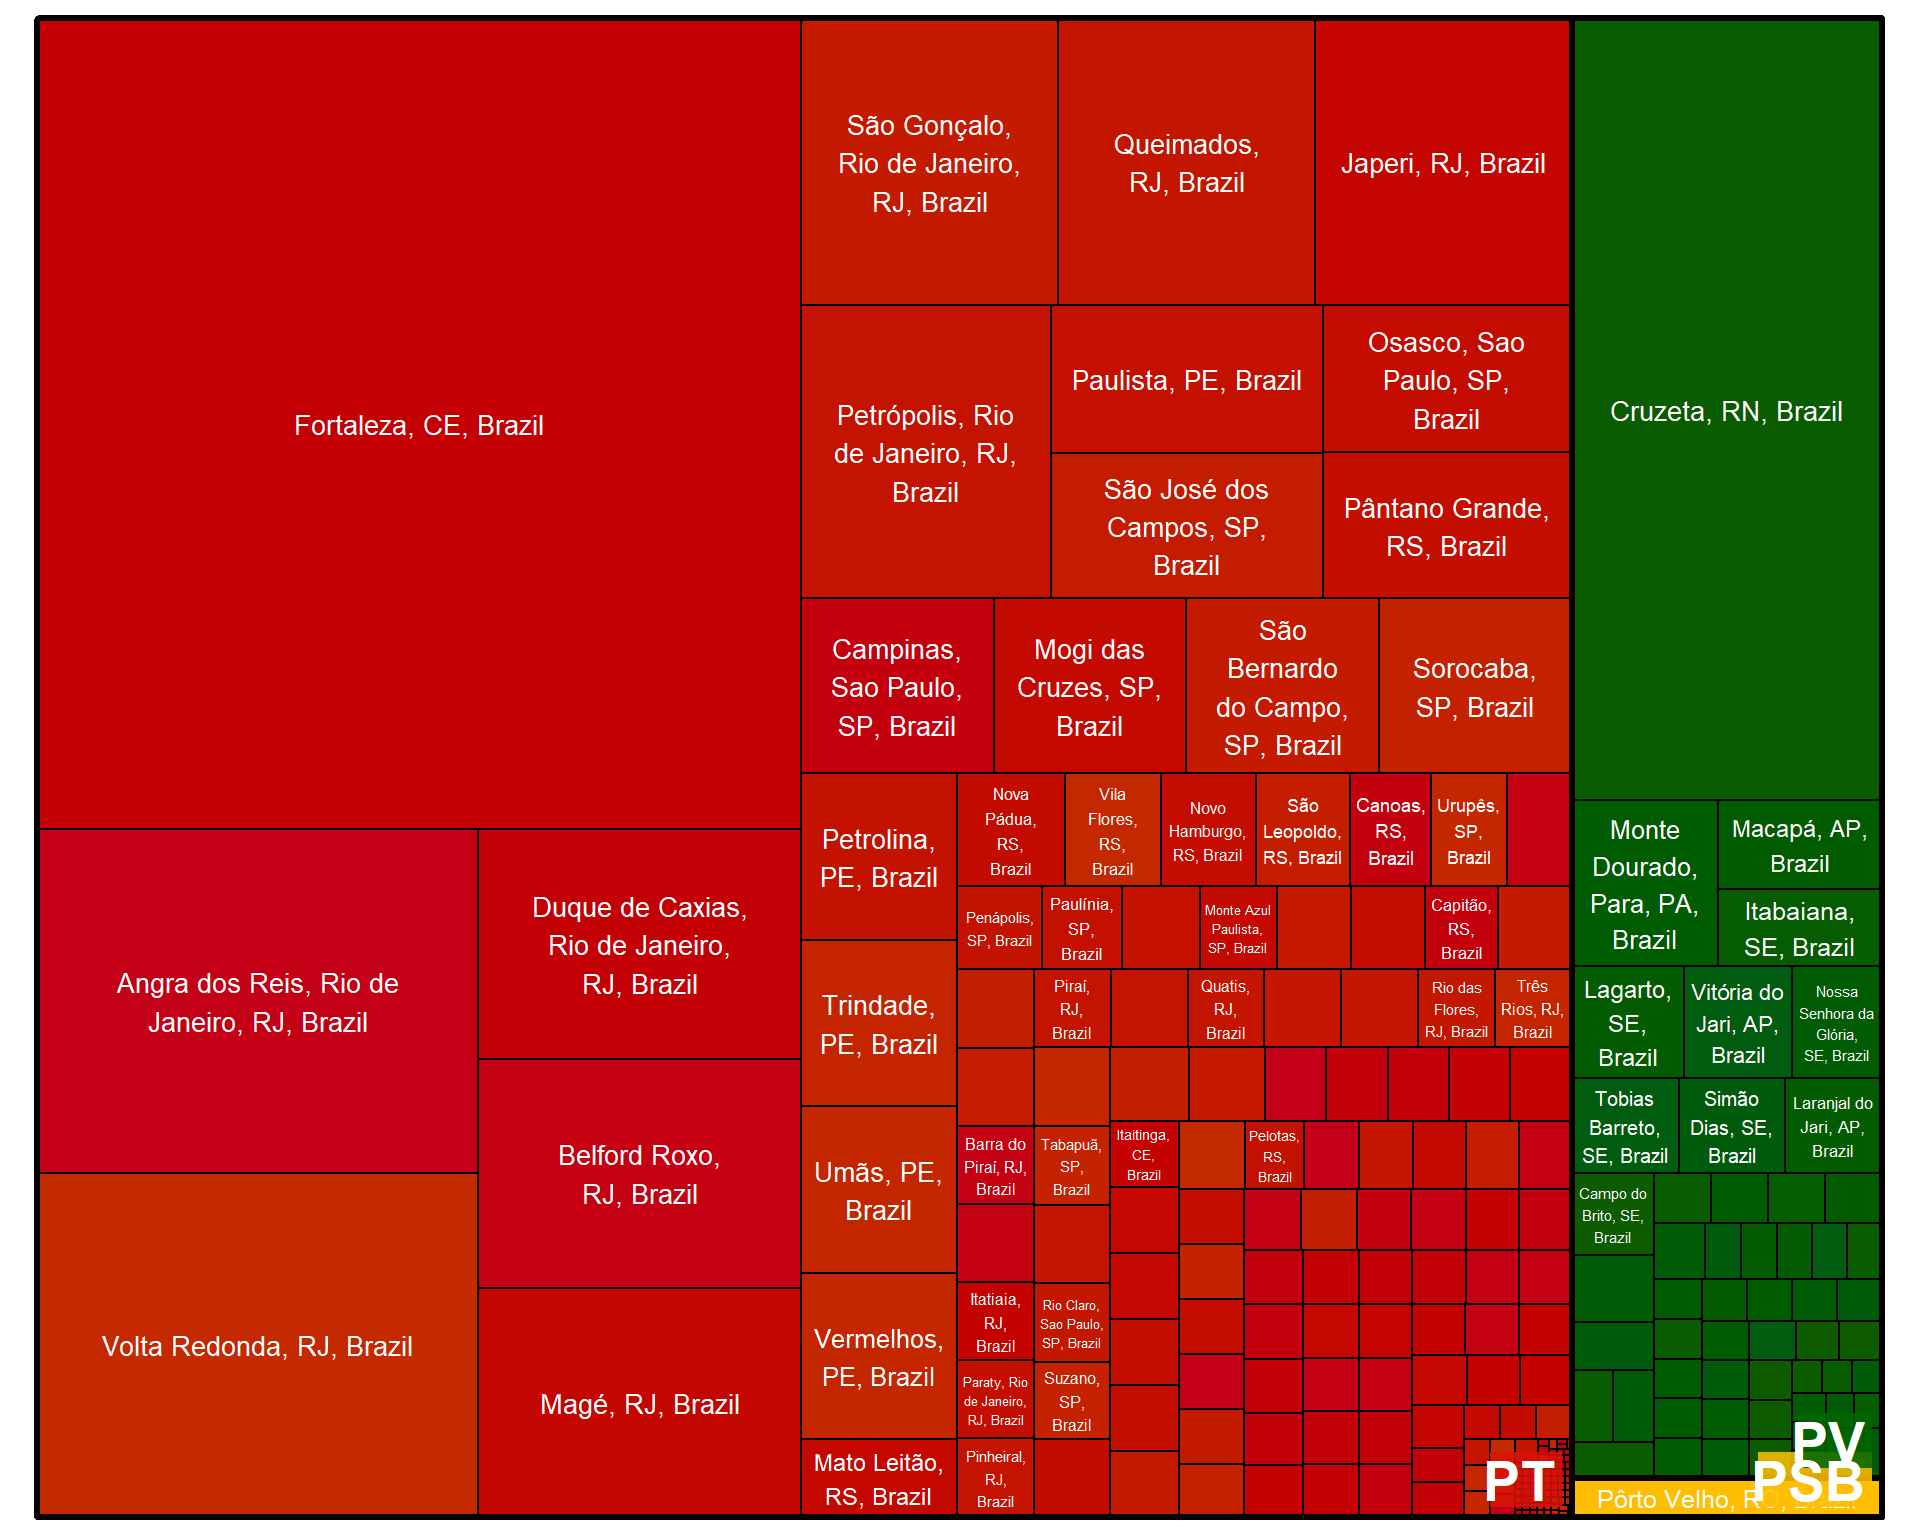 Fortaleza, CE, Brazil
Angra dos Reis, Rio de
Janeiro, RJ, Brazil
Volta Redonda, RJ, Brazil
Duque de Caxias,
Rio de Janeiro,
RJ, Brazil
Belford Roxo,
RJ, Brazil
Magé, RJ, Brazil
São Gonçalo,
Rio de Janeiro,
RJ, Brazil
Queimados,
RJ, Brazil
Japeri, RJ, Brazil
Petrópolis, Rio
de Janeiro, RJ,
Brazil
Paulista, PE, Brazil
Osasco, Sao
Paulo, SP,
Brazil
São José dos
Campos, SP,
Brazil
Pântano Grande,
RS, Brazil
Campinas,
Sao Paulo,
SP, Brazil
Mogi das
Cruzes, SP,
Brazil
São
Bernardo
do Campo,
SP, Brazil
Sorocaba,
SP, Brazil
Petrolina,
PE, Brazil
Trindade,
PE, Brazil
Umãs, PE,
Brazil
Vermelhos,
PE, Brazil
Mato Leitão,
RS, Brazil
Nova
Pádua,
RS,
Brazil
Vila
Flores,
RS,
Brazil
Novo
Hamburgo,
RS, Brazil
São
Leopoldo,
RS, Brazil
Canoas,
RS,
Brazil
Urupês,
SP,
Brazil
Penápolis,
SP, Brazil
Paulínia,
SP,
Brazil
Monte Azul
Paulista,
SP, Brazil
Capitão,
RS,
Brazil
Piraí,
RJ,
Brazil
Quatis,
RJ,
Brazil
Rio das
Flores,
RJ, Brazil
Três
Rios, RJ,
Brazil
Barra do
Piraí, RJ,
Brazil
Tabapuã,
SP,
Brazil
Itaitinga,
CE,
Brazil
Pelotas,
RS,
Brazil
Itatiaia,
RJ,
Brazil
Rio Claro,
Sao Paulo,
SP, Brazil
Paraty, Rio
de Janeiro,
RJ, Brazil
Suzano,
SP,
Brazil
Pinheiral,
RJ,
Brazil
PT
Cruzeta, RN, Brazil
Monte
Dourado,
Para, PA,
Brazil
Macapá, AP,
Brazil
Itabaiana,
SE, Brazil
Lagarto,
SE,
Brazil
Vitória do
Jari, AP,
Brazil
Nossa
Senhora da
Glória,
SE, Brazil
Tobias
Barreto,
SE, Brazil
Simão
Dias, SE,
Brazil
Laranjal do
Jari, AP,
Brazil
Campo do
Brito, SE,
Brazil
PV
PSB
Pôrto Velho, RO, Brazil